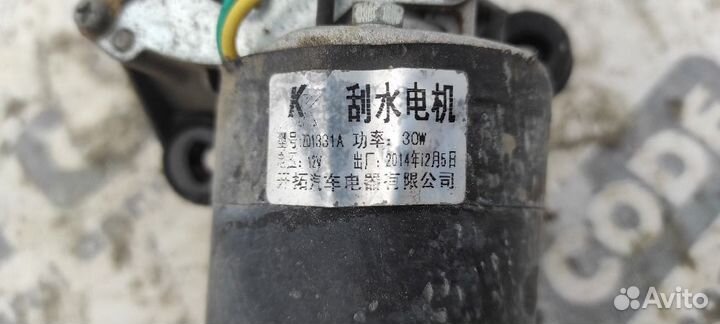 K 刮水电机
型号:ZD1331A 功率: 30W
电压: 12V 出厂: 2014年12月5日
开拓汽车电器有限公司
CODE
Avito